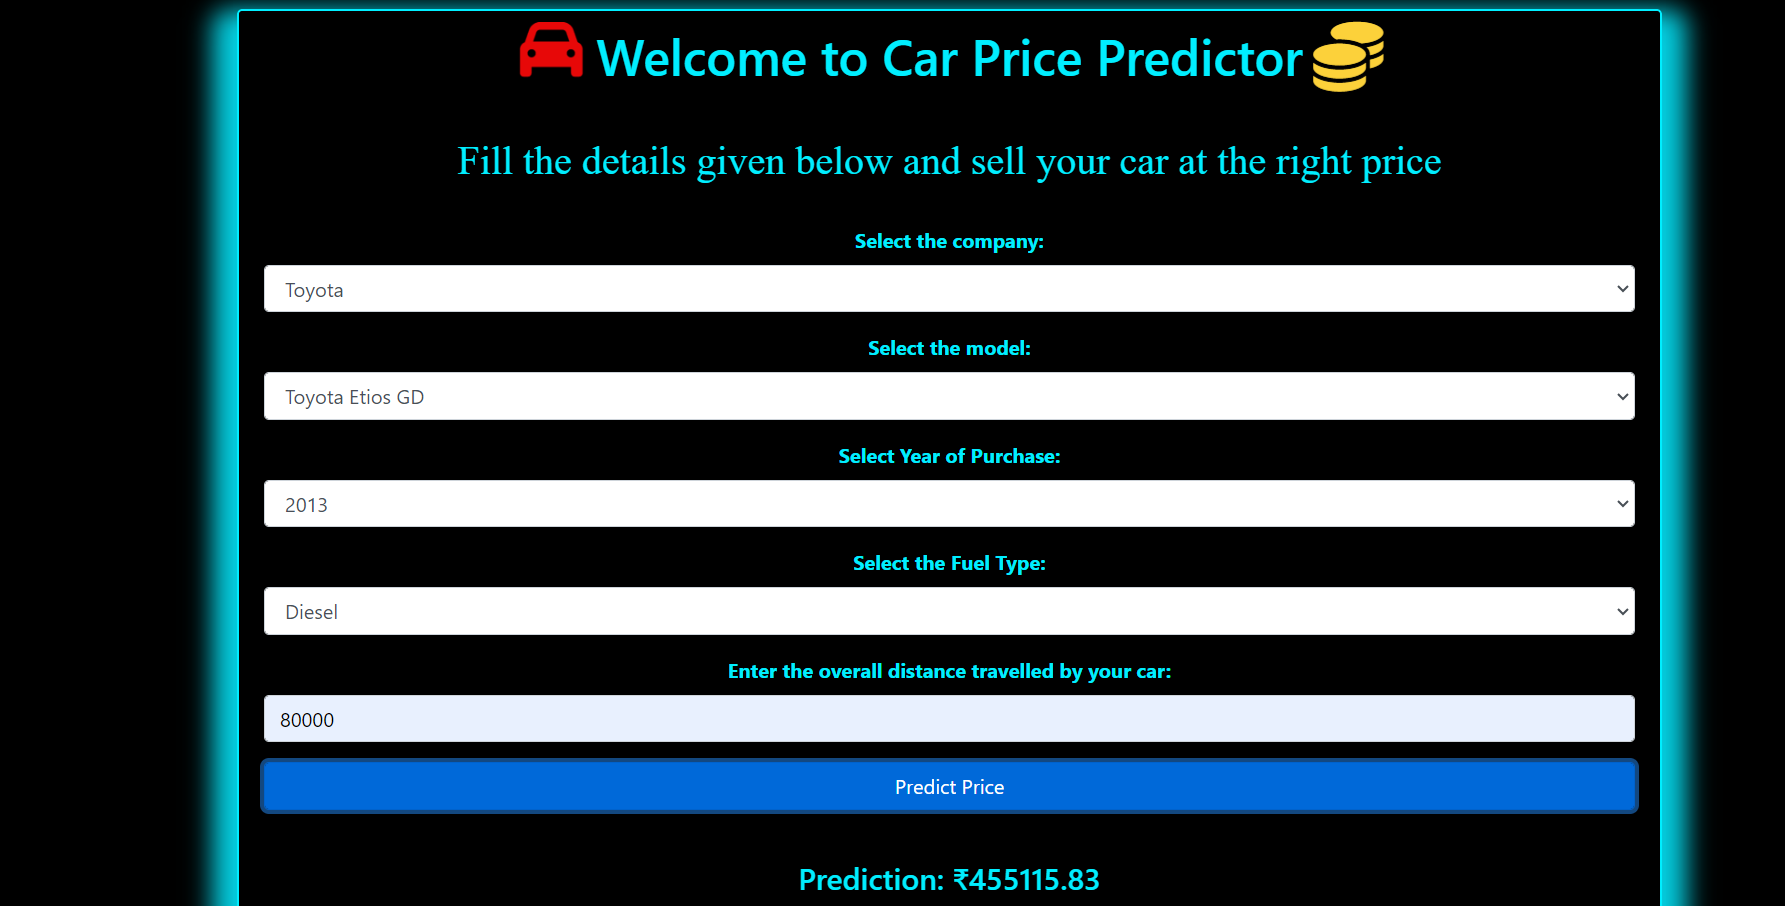 Welcome to Car Price Predictor
Fill the details given below and sell your car at the right price
Select the company:
Toyota
Select the model:
Toyota Etios GD
Select Year of Purchase:
2013
Select the Fuel Type:
Diesel
Enter the overall distance travelled by your car:
80000
Predict Price
Prediction: ₹455115.83